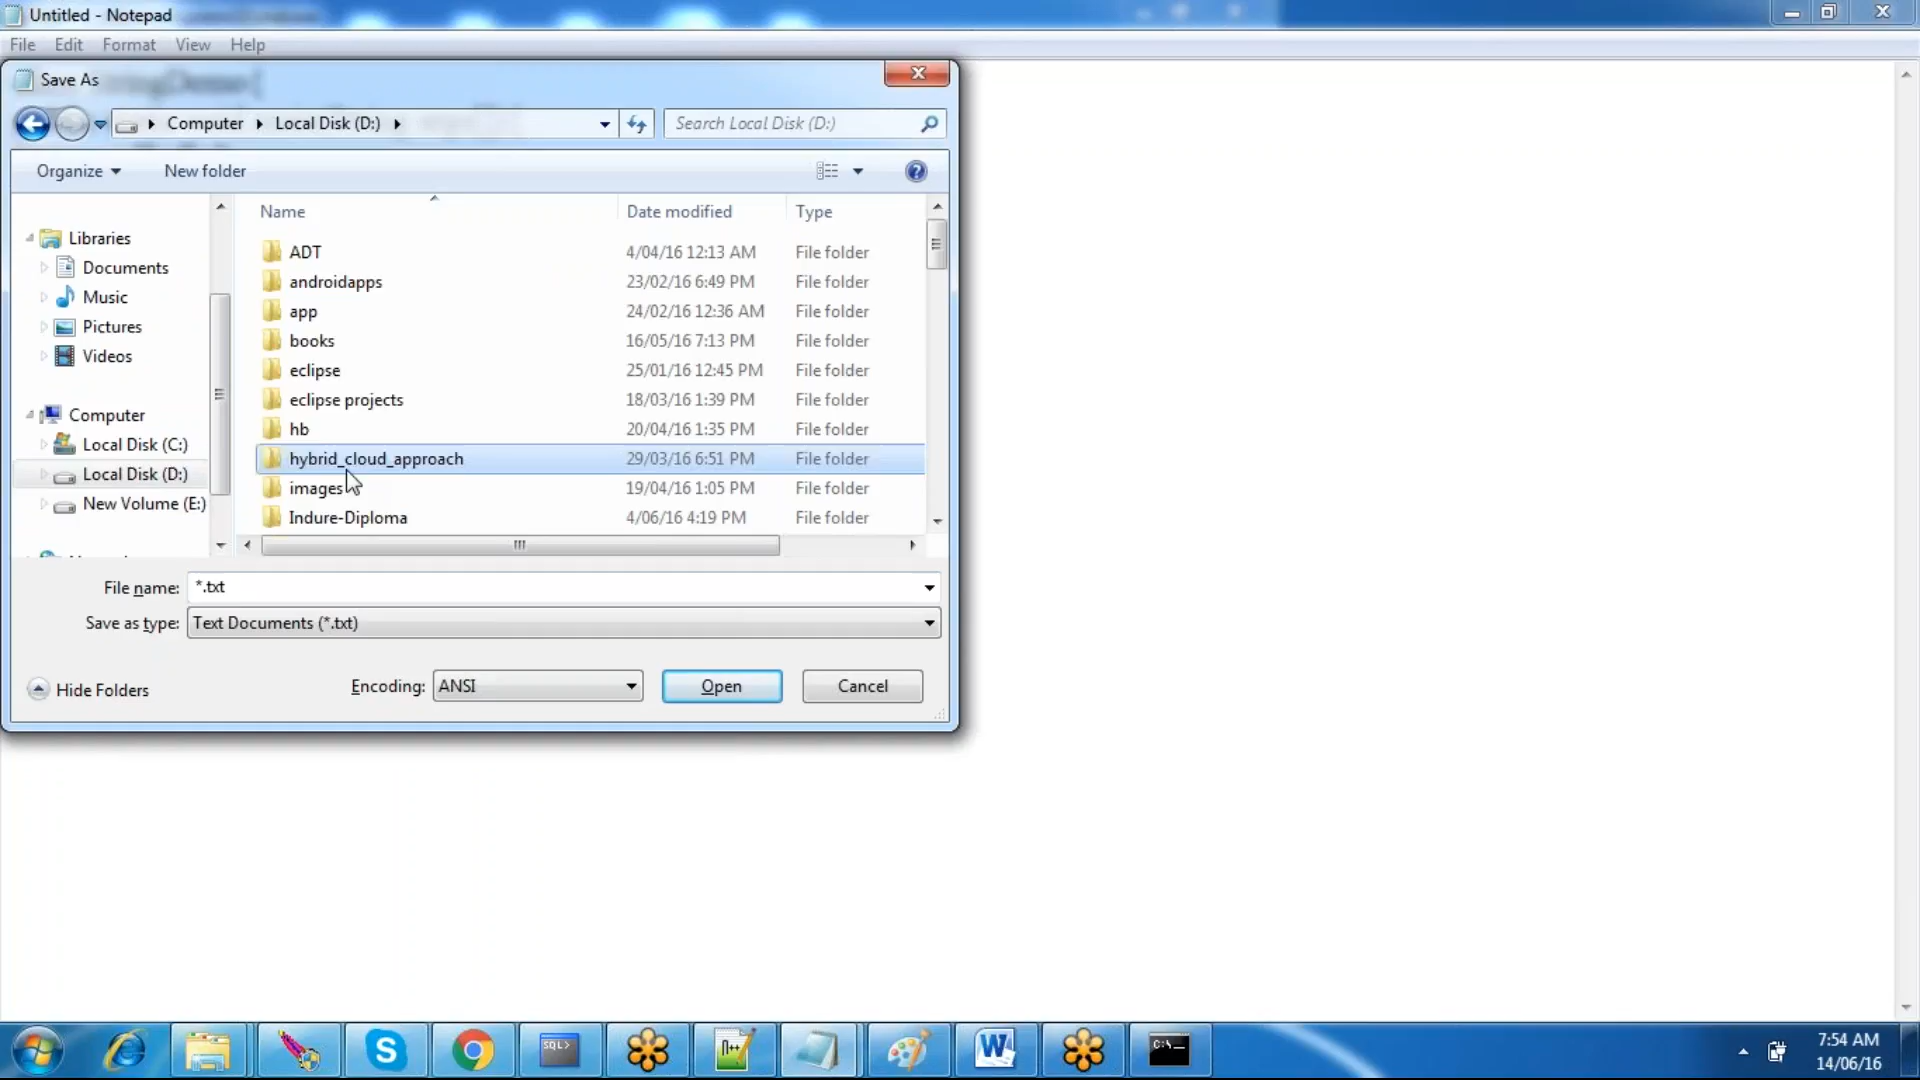 Untitled - Notepad
File Edit Format View Help
Save As
Computer Local Disk (D:)
Search Local Disk (D:)
Organize New folder
Name Date modified Type
Libraries
Documents
Music
Pictures
Videos
Computer
Local Disk (C:)
Local Disk (D:)
New Volume (E:)
ADT 4/04/16 12:13 AM File folder
androidapps 23/02/16 6:49 PM File folder
app 24/02/16 12:36 AM File folder
books 16/05/16 7:13 PM File folder
eclipse 25/01/16 12:45 PM File folder
eclipse projects 18/03/16 1:39 PM File folder
hb 20/04/16 1:35 PM File folder
hybrid_cloud_approach 29/03/16 6:51 PM File folder
images 19/04/16 1:05 PM File folder
Indure-Diploma 4/06/16 4:19 PM File folder
File name: *.txt
Save as type: Text Documents (*.txt)
Hide Folders
Encoding: ANSI
Open
Cancel
SQL>
C:\_
7:54 AM
14/06/16